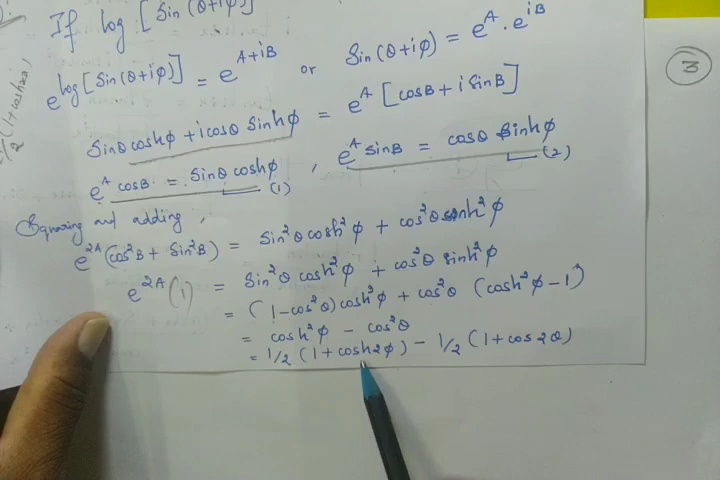 If log [Sin(θ+iφ)]
e^log[Sin(θ+iφ)] = e^A+iB or Sin(θ+iφ) = e^A . e^iB
Sinθ coshφ + i cosθ Sinhφ = e^A [cosB + i SinB]
e^A cosB = Sinθ coshφ (1) , e^A SinB = cosθ Sinhφ (2)
Squaring and adding,
e^2A (Cos²B + Sin²B) = Sin²θ cosh²φ + cos²θ sinh²φ
e^2A (1) = Sin²θ cosh²φ + cos²θ sinh²φ
= (1-cos²θ) cosh²φ + cos²θ (cosh²φ - 1)
= cosh²φ - cos²θ
= 1/2 (1+cosh2φ) - 1/2 (1+cos2θ)
3